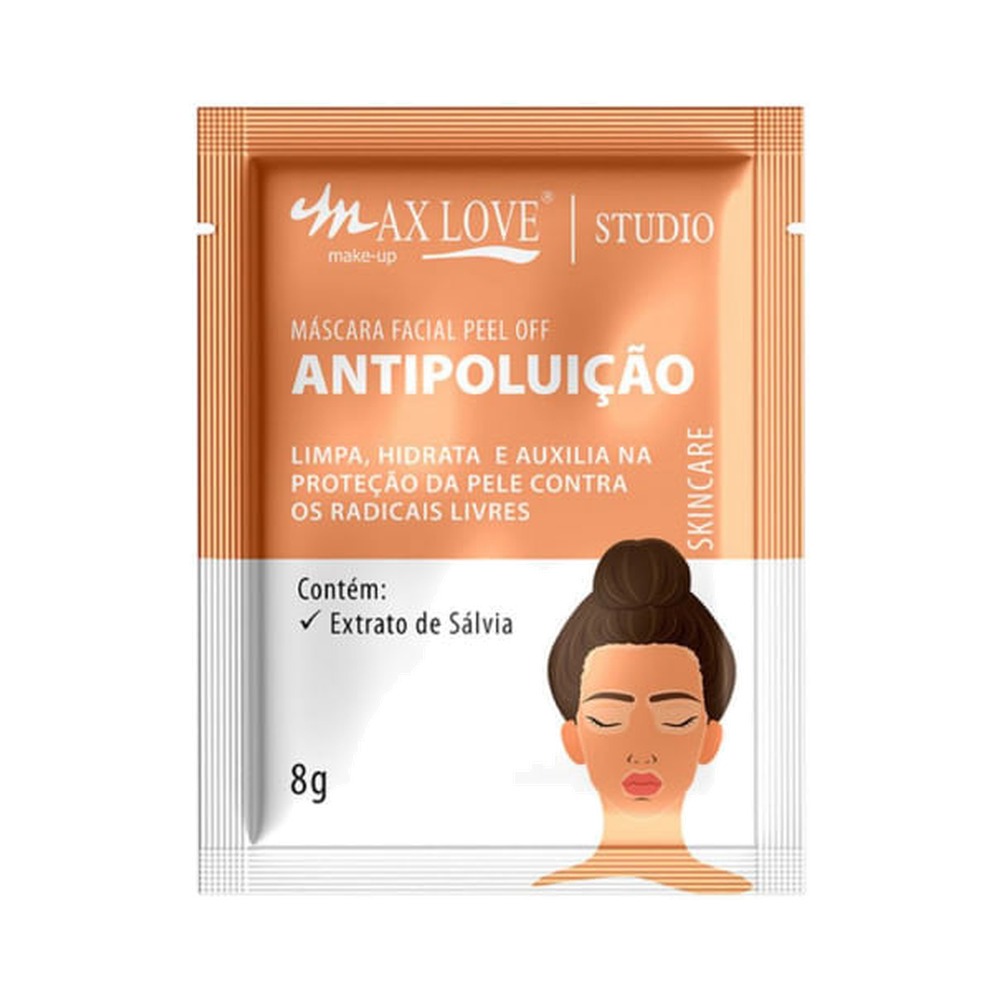 MAX LOVE® | STUDIO
make-up
MÁSCARA FACIAL PEEL OFF
ANTIPOLUIÇÃO
LIMPA, HIDRATA E AUXILIA NA
PROTEÇÃO DA PELE CONTRA
OS RADICAIS LIVRES
SKINCARE
Contém:
✓ Extrato de Sálvia
8g